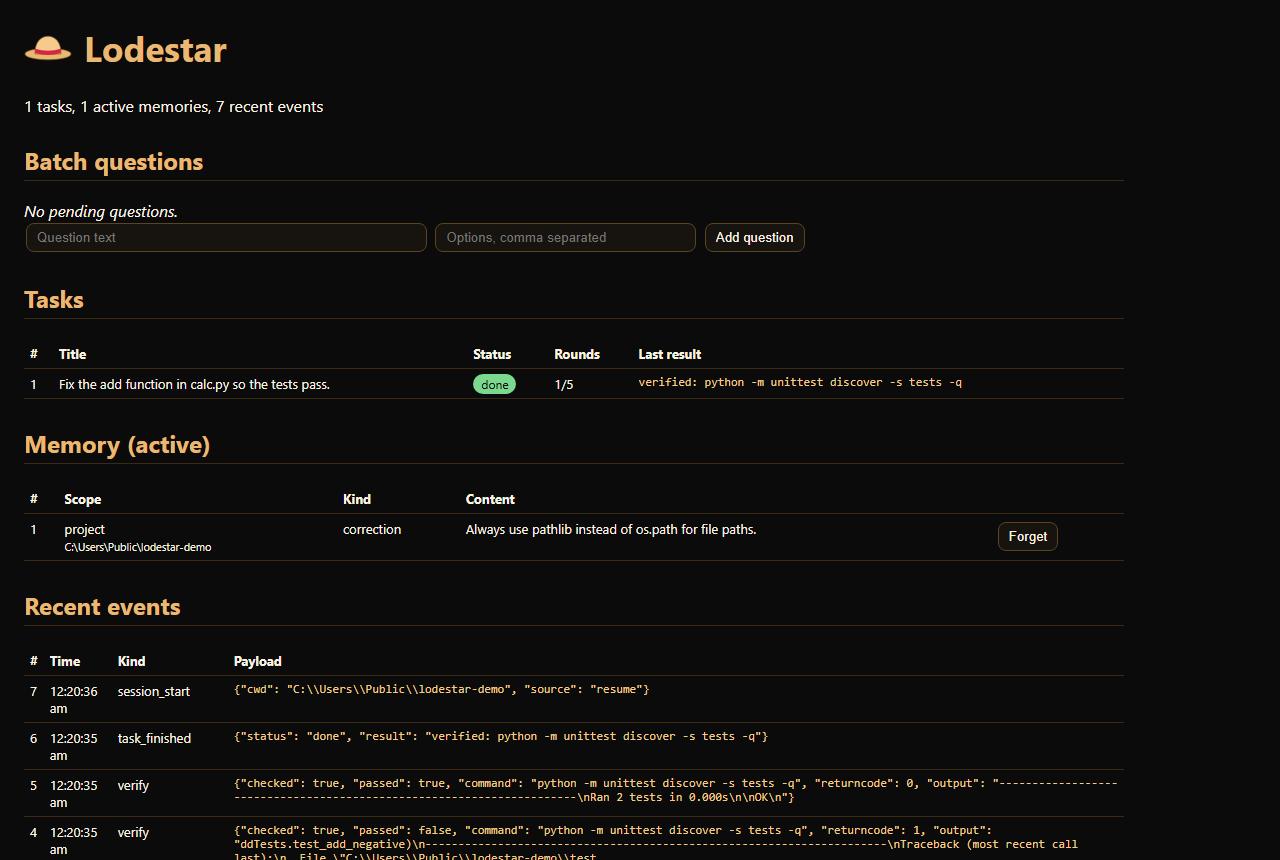 Lodestar
1 tasks, 1 active memories, 7 recent events
Batch questions
No pending questions.
Question text Options, comma separated Add question
Tasks
# Title Status Rounds Last result
1 Fix the add function in calc.py so the tests pass. done 1/5 verified: python -m unittest discover -s tests -q
Memory (active)
# Scope Kind Content
1 project correction Always use pathlib instead of os.path for file paths. Forget
C:\Users\Public\lodestar-demo
Recent events
# Time Kind Payload
7 12:20:36 session_start {"cwd": "C:\\Users\\Public\\lodestar-demo", "source": "resume"}
am
6 12:20:35 task_finished {"status": "done", "result": "verified: python -m unittest discover -s tests -q"}
am
5 12:20:35 verify {"checked": true, "passed": true, "command": "python -m unittest discover -s tests -q", "returncode": 0, "output": "------------------
am ----------------------------------------------------\nRan 2 tests in 0.000s\n\nOK\n"}
4 12:20:35 verify {"checked": true, "passed": false, "command": "python -m unittest discover -s tests -q", "returncode": 1, "output":
am "ddTests.test_add_negative)\n----------------------------------------------------------------------\nTraceback (most recent call
last):\n File \"C:\\Users\\Public\\lodestar-demo\\test